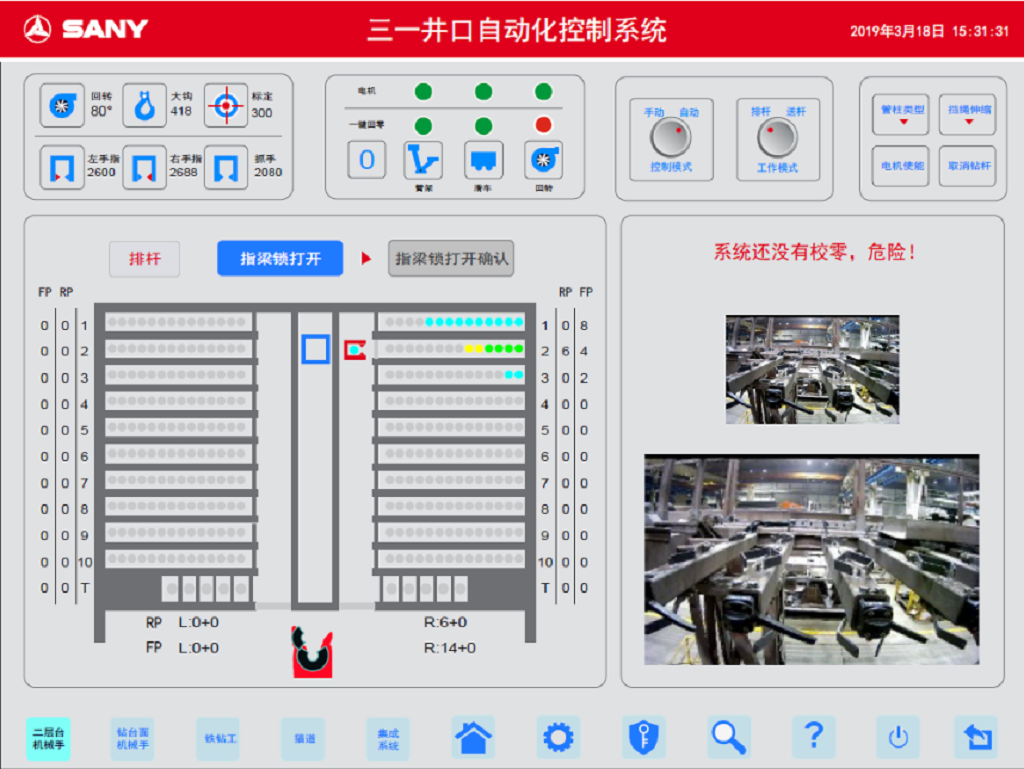 SANY
三一井口自动化控制系统
2019年3月18日 15:31:31
回转
80°
大钩
418
标定
300
左手指
2600
右手指
2688
抓手
2080
电机
一键回零
0
臂架
滑车
回转
手动 自动
控制模式
排杆 送杆
工作模式
管柱类型
挡绳伸缩
电机使能
取消钻杆
排杆
指梁锁打开
指梁锁打开确认
系统还没有校零，危险！
FP RP
RP FP
0 0 1
1 0 8
0 0 2
2 6 4
0 0 3
3 0 2
0 0 4
4 0 0
0 0 5
5 0 0
0 0 6
6 0 0
0 0 7
7 0 0
0 0 8
8 0 0
0 0 9
9 0 0
0 0 10
10 0 0
0 0 T
T 0 0
RP L:0+0
R:6+0
FP L:0+0
R:14+0
二层台
机械手
钻台面
机械手
铁钻工
猫道
集成
系统
?